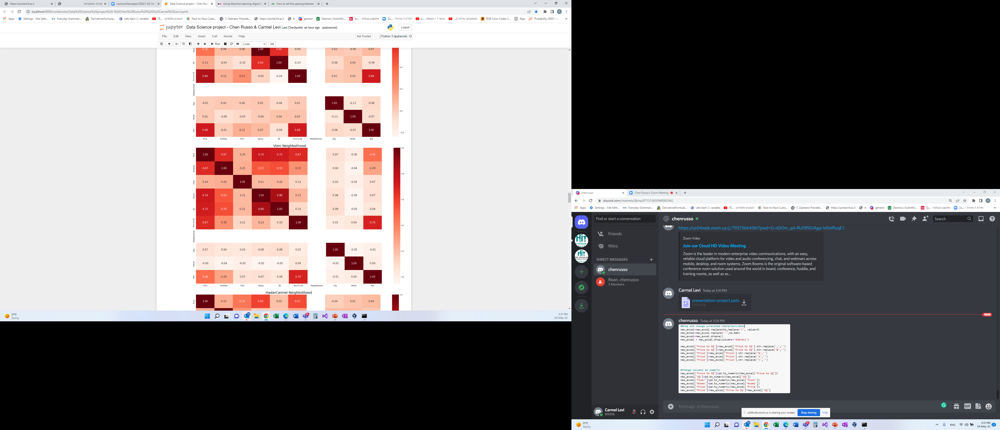 https://portal.hit.ac.il
קורס: הסתברות
Lecture/Kanzieper/20021-02: Ma
Data Science project - Chen Russ
Using Machine Learning Algorith
How to set the spacing between
localhost:8888/notebooks/Data%20Science%20project%20-%20Chen%20Russo%20%26%20Carmel%20Levi.ipynb
Apps
Settings - Site Setti...
Everyday Grammar:...
DerivativesFormula...
Lets learn C: varialbe
TE... - הטכניון מלמדים
Face-to-Face Custo...
C Operator Precede...
https://portal.hit.ac.il
פ
general
Desmos | Scientific...
Sy... - מחשבון גבולות
Zo... - חדו"א 1-תרגיל
e,... אינפי 1 - המספר
2... מתמטיקה בדידה
RGB Color Codes C...
Algo
Probability 20021 -...
jupyter Data Science project - Chen Russo & Carmel Levi Last Checkpoint: an hour ago (autosaved)
Logout
File Edit View Insert Cell Kernel Help
Not Trusted
Python 3 (ipykernel)
Run
Code
Room 0.35 0.06 0.06 1.00 0.60 -0.04 0.02 -0.00 0.07
SQ 0.13 -0.04 -0.10 0.60 1.00 -0.24 -0.06 0.04 -0.09
Price to SQ 0.80 0.11 0.23 -0.04 -0.24 1.00 0.01 0.03 0.68
Neighborhood
Day -0.01 0.02 0.00 0.02 -0.06 0.01 1.00 -0.13 -0.06
Month 0.01 -0.08 -0.05 -0.00 0.04 0.03 -0.13 1.00 -0.07
Year 0.68 -0.01 0.12 0.07 -0.09 0.68 -0.06 -0.07 1.00
Price Building Floor Rooms SQ Price to SQ Neighborhood Day Month Year
0.4
0.2
0.0
-0.2
Vizni Neighbothood
Price 1.00 0.67 0.24 0.74 0.72 0.67 0.07 -0.00 0.46
Building 0.67 1.00 0.25 0.52 0.55 0.35 0.04 -0.04 0.29
Floor 0.24 0.25 1.00 0.21 0.22 0.11 0.03 -0.02 0.07
Rooms 0.74 0.52 0.21 1.00 0.86 0.23 0.08 -0.05 0.07
SQ 0.72 0.55 0.22 0.86 1.00 0.10 0.09 -0.05 0.04
Price to SQ 0.67 0.35 0.11 0.23 0.10 1.00 0.01 0.04 0.70
Neighborhood
Day 0.07 0.04 0.03 0.08 0.09 0.01 1.00 -0.05 -0.01
Month -0.00 -0.04 -0.02 -0.05 -0.05 0.04 -0.05 1.00 0.00
Year 0.46 0.29 0.07 0.07 0.04 0.70 -0.01 0.00 1.00
Price Building Floor Rooms SQ Price to SQ Neighborhood Day Month Year
1.0
0.8
0.6
0.4
0.2
0.0
HadarCarmel Neighbothood
Price 1.00 0.10 0.32 0.50 0.02 0.47 -0.04 0.01 0.04
1.0
21°C
Sunny
3:31 PM
24-May-22
chenrusso
Chen Russo's Zoom Meeting
discord.com/channels/@me/871313650948902942
Apps
Settings - Site Setti...
Everyday Grammar:...
DerivativesFormula...
Lets learn C: varialbe
TE... - הטכניון מלמדים
Face-to-Face Custo...
C Operator Precede...
https://portal.hit.ac.il
פ
general
Desmos | Scientific...
Sy... - מחשבון גבולות
Zo... - חדו"א 1-תרגיל
Find or start a conversation
Friends
Nitro
DIRECT MESSAGES
chenrusso
Rean, chenrusso
3 Members
Carmel Levi
#9306
chenrusso
Search
https://us04web.zoom.us/j/79373664361?pwd=G-nDOm_q4-RUFB5GIAgq-Id0ofRyqE.1
Zoom Video
Join our Cloud HD Video Meeting
Zoom is the leader in modern enterprise video communications, with an easy,
reliable cloud platform for video and audio conferencing, chat, and webinars across
mobile, desktop, and room systems. Zoom Rooms is the original software-based
conference room solution used around the world in board, conference, huddle, and
training rooms, as well as ex...
Carmel Levi Today at 3:10 PM
presentation-project.pptx
531.51 KB
NEW
chenrusso Today at 3:20 PM
#Drop and change unrelated characters/data
new_excel=new_excel.replace(to_replace='ק', value=0)
new_excel=new_excel.replace('-',np.NaN)
new_excel=new_excel.dropna()
new_excel = new_excel.drop(columns='Address')
new_excel['Price to SQ']=new_excel['Price to SQ'].str.replace(',','')
new_excel['Price to SQ']=new_excel['Price to SQ'].str.replace('₪','')
new_excel['Price']=new_excel['Price'].str.replace('₪','')
new_excel['Price']=new_excel['Price'].str.replace('א','')
new_excel['Price']=new_excel['Price'].str.replace('מ','')
#Change columns to numeric
new_excel['Price to SQ']=pd.to_numeric(new_excel['Price to SQ'])
new_excel['SQ']=pd.to_numeric(new_excel['SQ'])
new_excel['Floor']=pd.to_numeric(new_excel['Floor'])
new_excel['Rooms']=pd.to_numeric(new_excel['Rooms'])
new_excel['Price']=pd.to_numeric(new_excel['Price'])
new_excel['Price']=new_excel['Price to SQ']*new_excel['SQ']
Message @chenrusso
GIF
us04web.zoom.us is sharing your screen.
Stop sharing
Hide
21°C
Sunny
ENG
3:31 PM
24-May-22
21